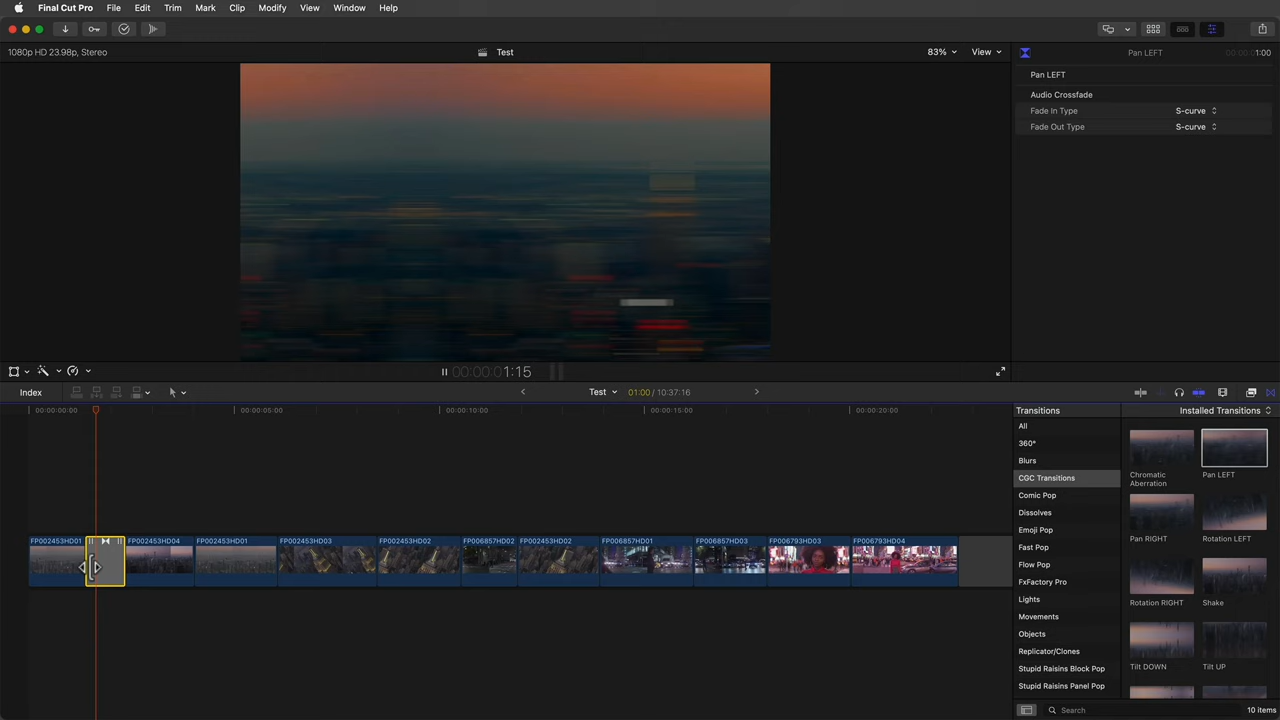 Final Cut Pro File Edit Trim Mark Clip Modify View Window Help
1080p HD 23.98p, Stereo
Test
83%
View
Pan LEFT
1:00
Pan LEFT
Audio Crossfade
Fade In Type S-curve
Fade Out Type S-curve
00:00:00:01:15
Index
Test
01:00 / 10:37:16
00:00:00:00 00:00:05:00 00:00:10:00 00:00:15:00 00:00:20:00
FP002453HD01
FP002453HD04
FP002453HD01
FP002453HD03
FP002453HD02
FP006857HD02
FP002453HD02
FP006857HD01
FP006857HD03
FP006793HD03
FP006793HD04
Transitions
All
360°
Blurs
CGC Transitions
Comic Pop
Dissolves
Emoji Pop
Fast Pop
Flow Pop
FxFactory Pro
Lights
Movements
Objects
Replicator/Clones
Stupid Raisins Block Pop
Stupid Raisins Panel Pop
Installed Transitions
Chromatic
Aberration
Pan LEFT
Pan RIGHT
Rotation LEFT
Rotation RIGHT
Shake
Tilt DOWN
Tilt UP
Search
10 items